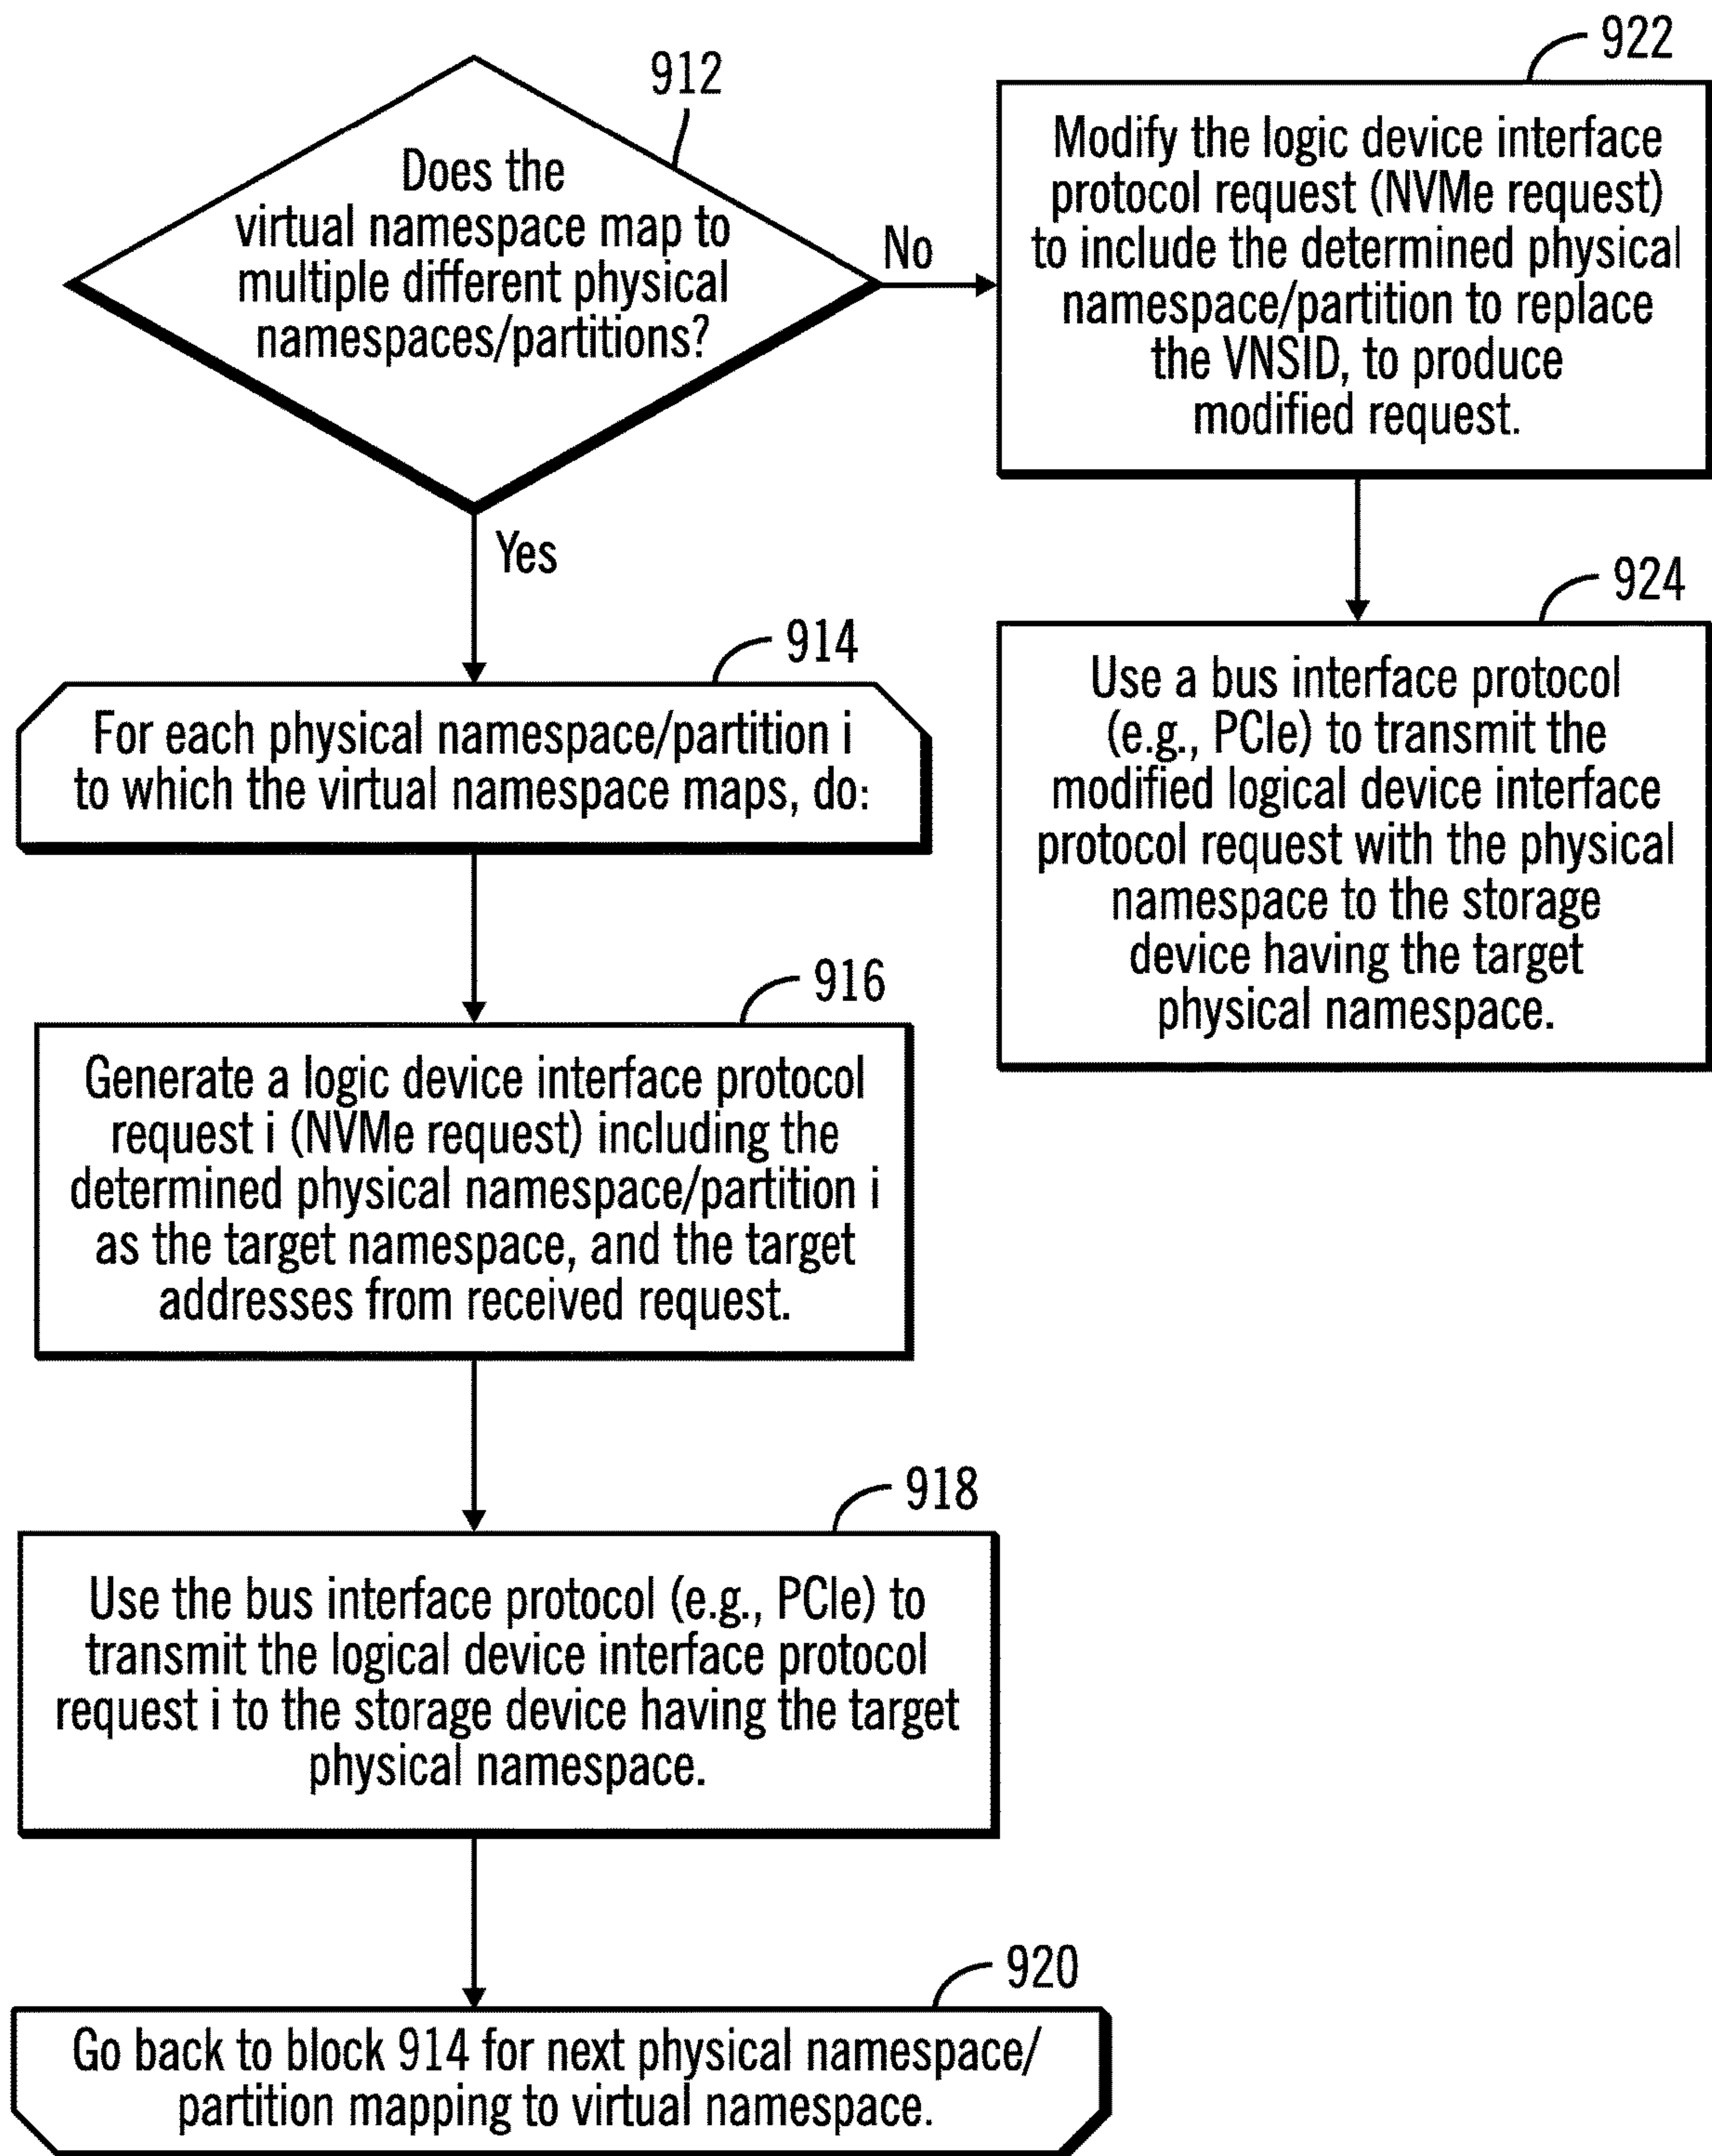 912
Does the
virtual namespace map to
multiple different physical
namespaces/partitions?
No
Yes
922
Modify the logic device interface
protocol request (NVMe request)
to include the determined physical
namespace/partition to replace
the VNSID, to produce
modified request.
924
Use a bus interface protocol
(e.g., PCIe) to transmit the
modified logical device interface
protocol request with the physical
namespace to the storage
device having the target
physical namespace.
914
For each physical namespace/partition i
to which the virtual namespace maps, do:
916
Generate a logic device interface protocol
request i (NVMe request) including the
determined physical namespace/partition i
as the target namespace, and the target
addresses from received request.
918
Use the bus interface protocol (e.g., PCIe) to
transmit the logical device interface protocol
request i to the storage device having the target
physical namespace.
920
Go back to block 914 for next physical namespace/
partition mapping to virtual namespace.